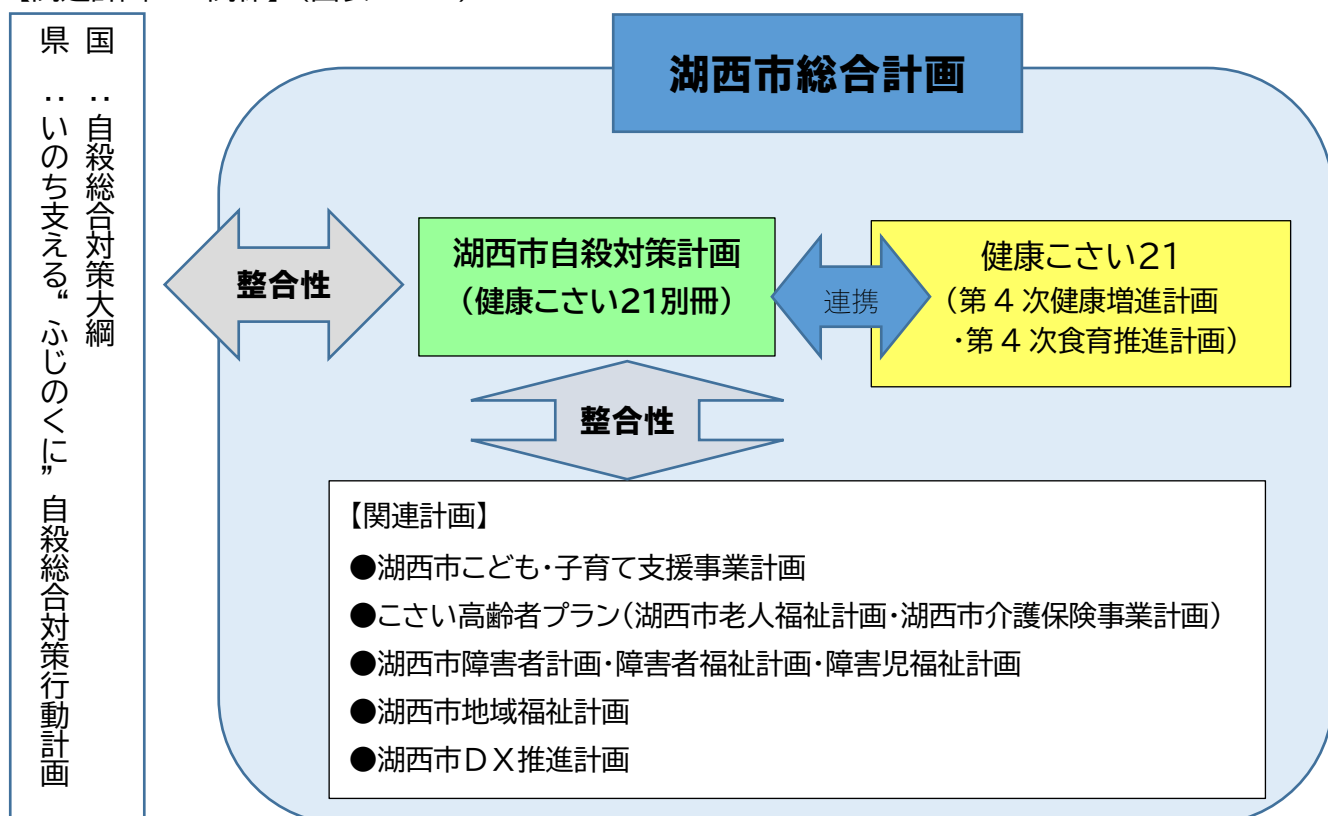 国：自殺総合対策大綱
県：いのち支える“ふじのくに”自殺総合対策行動計画
湖西市総合計画
整合性
湖西市自殺対策計画
（健康こさい21別冊）
連携
健康こさい21
（第4次健康増進計画
・第4次食育推進計画）
整合性
【関連計画】
●湖西市こども・子育て支援事業計画
●こさい高齢者プラン（湖西市老人福祉計画・湖西市介護保険事業計画）
●湖西市障害者計画・障害者福祉計画・障害児福祉計画
●湖西市地域福祉計画
●湖西市ＤＸ推進計画